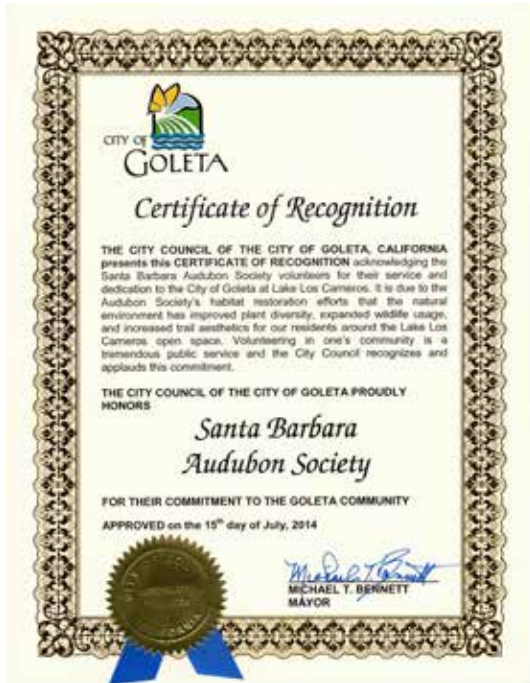 CITY OF
GOLETA
Certificate of Recognition
THE CITY COUNCIL OF THE CITY OF GOLETA, CALIFORNIA
presents this CERTIFICATE OF RECOGNITION acknowledging the
Santa Barbara Audubon Society volunteers for their service and
dedication to the City of Goleta at Lake Los Carneros. It is due to the
Audubon Society's habitat restoration efforts that the natural
environment has improved plant diversity, expanded wildlife usage,
and increased trail aesthetics for our residents around the Lake Los
Carneros open space. Volunteering in one's community is a
tremendous public service and the City Council recognizes and
applauds this commitment.
THE CITY COUNCIL OF THE CITY OF GOLETA PROUDLY
HONORS
Santa Barbara
Audubon Society
FOR THEIR COMMITMENT TO THE GOLETA COMMUNITY
APPROVED on the 15th day of July, 2014
Michael T. Bennett
MICHAEL T. BENNETT
MAYOR